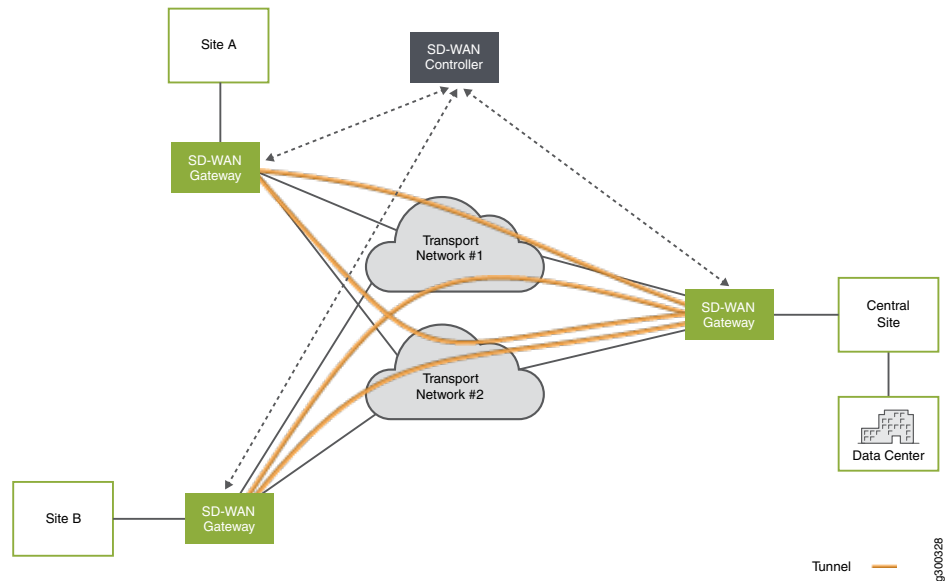 Site A
SD-WAN
Controller
SD-WAN
Gateway
Transport
Network #1
SD-WAN
Gateway
Central
Site
Transport
Network #2
Data Center
Site B
SD-WAN
Gateway
Tunnel
g300328